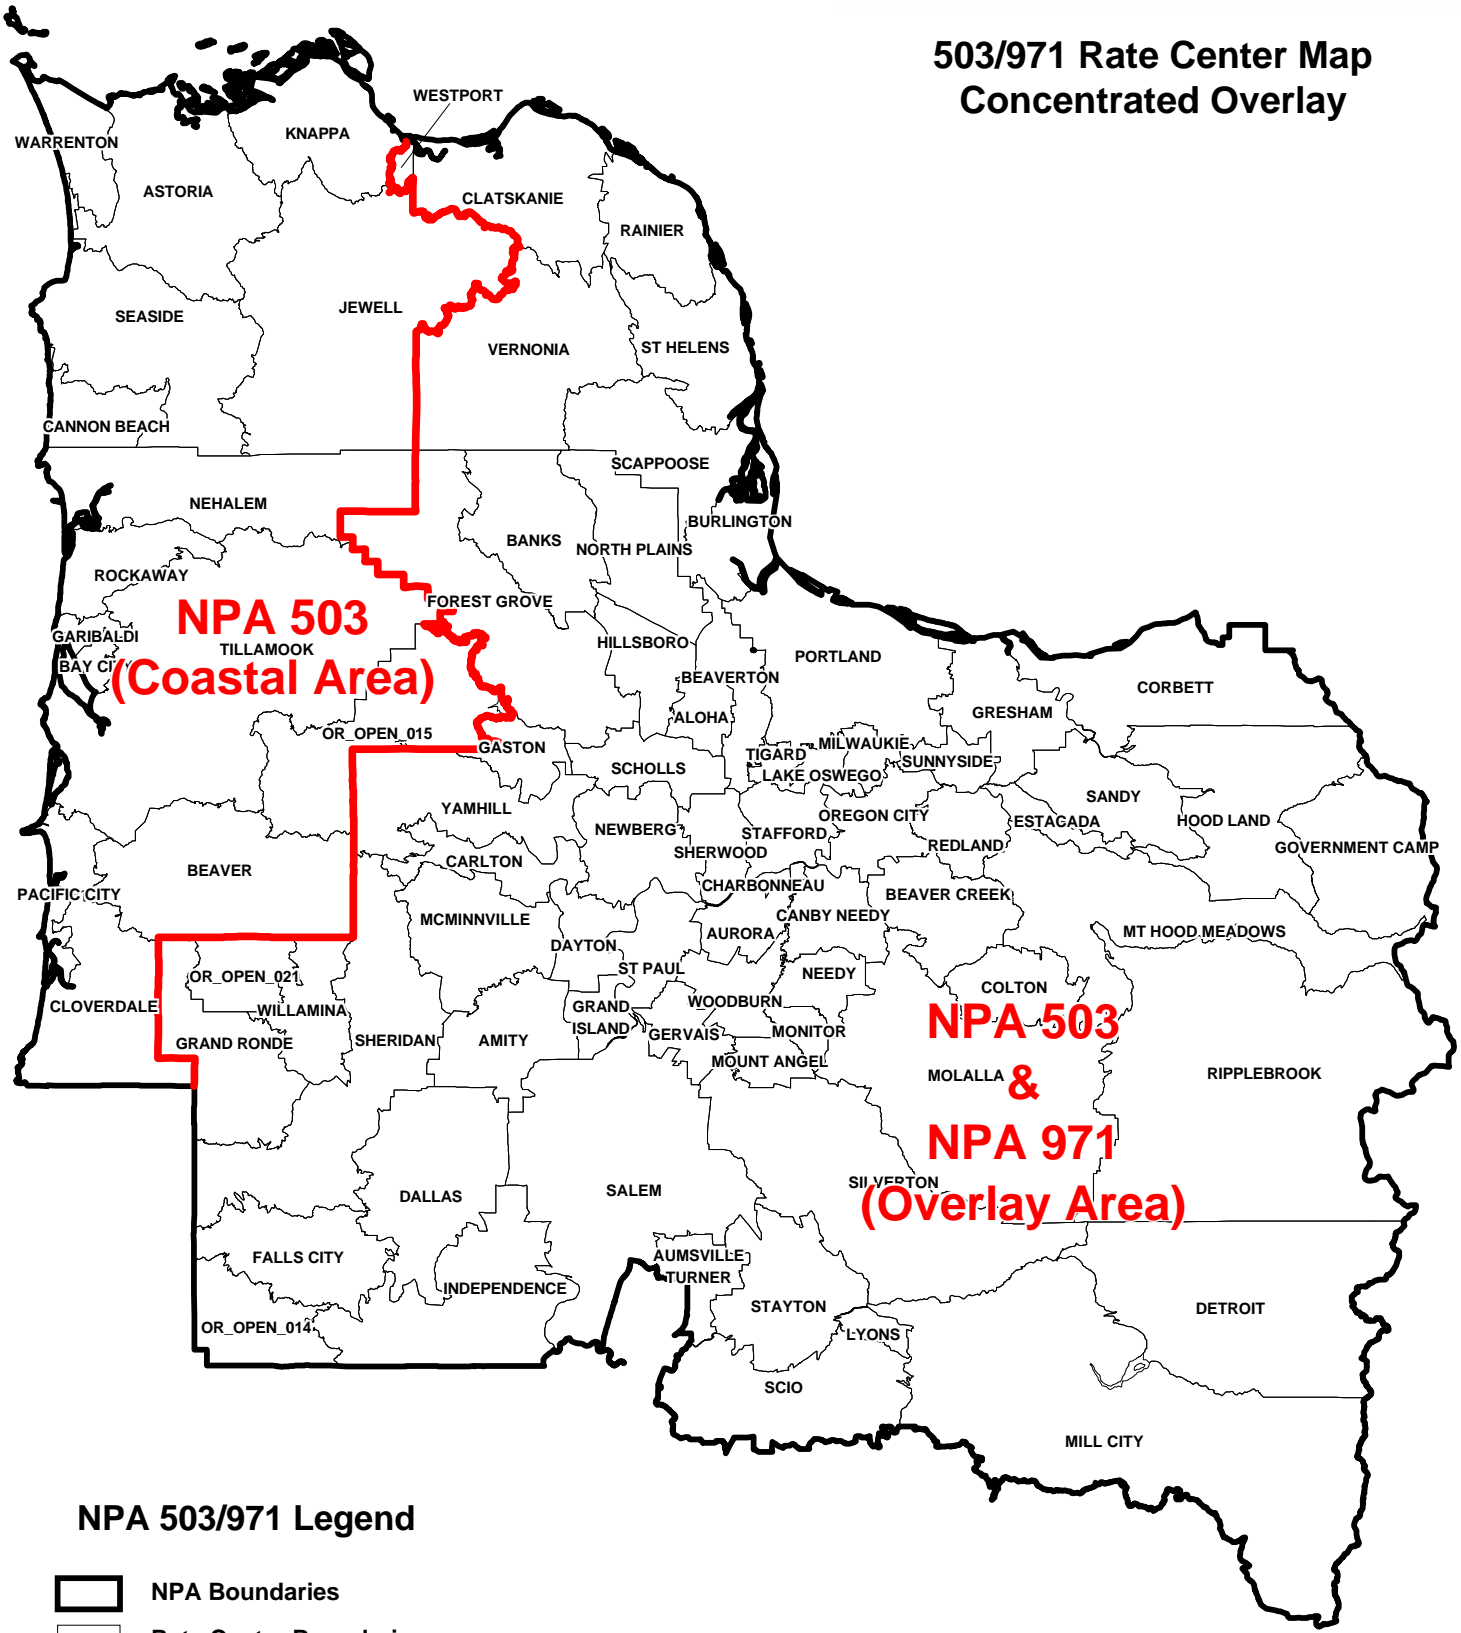 503/971 Rate Center Map
Concentrated Overlay
WESTPORT
KNAPPA
WARRENTON
ASTORIA
CLATSKANIE
RAINIER
JEWELL
SEASIDE
VERNONIA
ST HELENS
CANNON BEACH
SCAPPOOSE
NEHALEM
BURLINGTON
BANKS
NORTH PLAINS
ROCKAWAY
FOREST GROVE
NPA 503
(Coastal Area)
GARIBALDI
TILLAMOOK
BAY CITY
HILLSBORO
PORTLAND
BEAVERTON
CORBETT
ALOHA
GRESHAM
OR_OPEN_015
GASTON
MILWAUKIE
TIGARD
SUNNYSIDE
SCHOLLS
LAKE OSWEGO
SANDY
YAMHILL
OREGON CITY
ESTACADA
HOOD LAND
NEWBERG
STAFFORD
REDLAND
GOVERNMENT CAMP
SHERWOOD
CARLTON
BEAVER
CHARBONNEAU
PACIFIC CITY
BEAVER CREEK
MCMINNVILLE
CANBY NEEDY
AURORA
MT HOOD MEADOWS
DAYTON
ST PAUL
NEEDY
OR_OPEN_021
COLTON
WOODBURN
CLOVERDALE
WILLAMINA
GRAND
ISLAND
GERVAIS
MONITOR
GRAND RONDE
SHERIDAN
AMITY
MOUNT ANGEL
MOLALLA
RIPPLEBROOK
NPA 503
&
NPA 971
(Overlay Area)
SILVERTON
DALLAS
SALEM
FALLS CITY
AUMSVILLE
TURNER
INDEPENDENCE
STAYTON
DETROIT
OR_OPEN_014
LYONS
SCIO
MILL CITY
NPA 503/971 Legend
NPA Boundaries